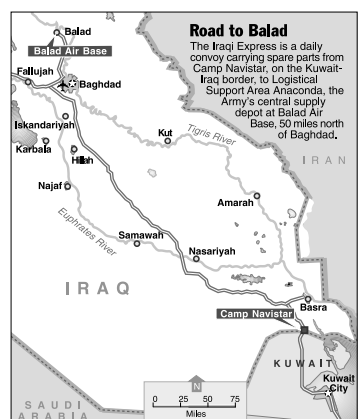 Road to Balad
The Iraqi Express is a daily
convoy carrying spare parts from
Camp Navistar, on the Kuwait-
Iraq border, to Logistical
Support Area Anaconda, the
Army's central supply
depot at Balad Air
Base, 50 miles north
of Baghdad.
Balad
Balad Air Base
Fallujah
Baghdad
Iskandariyah
Kut
Tigris River
IRAN
Karbala
Hillah
Najaf
Amarah
Euphrates River
Samawah
Nasariyah
IRAQ
Basra
Camp Navistar
KUWAIT
Kuwait
City
N
SAUDI
ARABIA
0 25 50 75
Miles